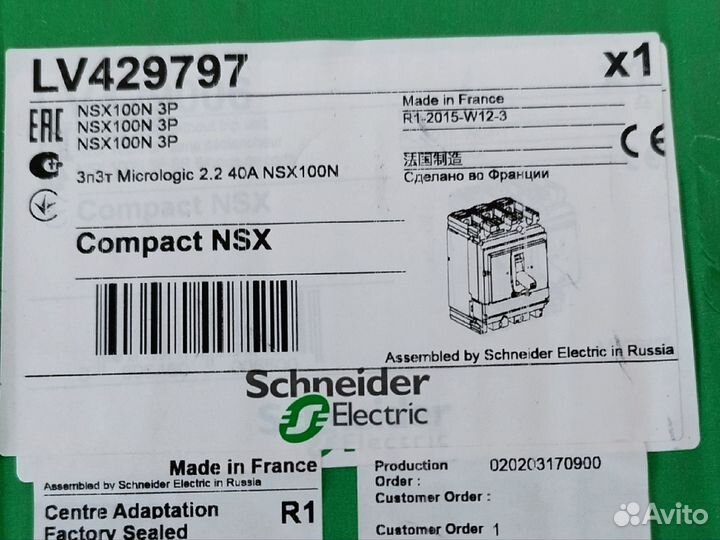 LV429797
x1
NSX100N 3P
NSX100N 3P
NSX100N 3P
EAC
Made in France
R1-2015-W12-3
法国制造
Сделано во Франции
CE
3п3т Micrologic 2.2 40A NSX100N
Compact NSX
Assembled by Schneider Electric in Russia
Schneider
Electric
Made in France
Assembled by Schneider Electric in Russia
Centre Adaptation
R1
Factory Sealed
Production
020203170900
Order :
Customer Order :
Customer Order 1
Avito